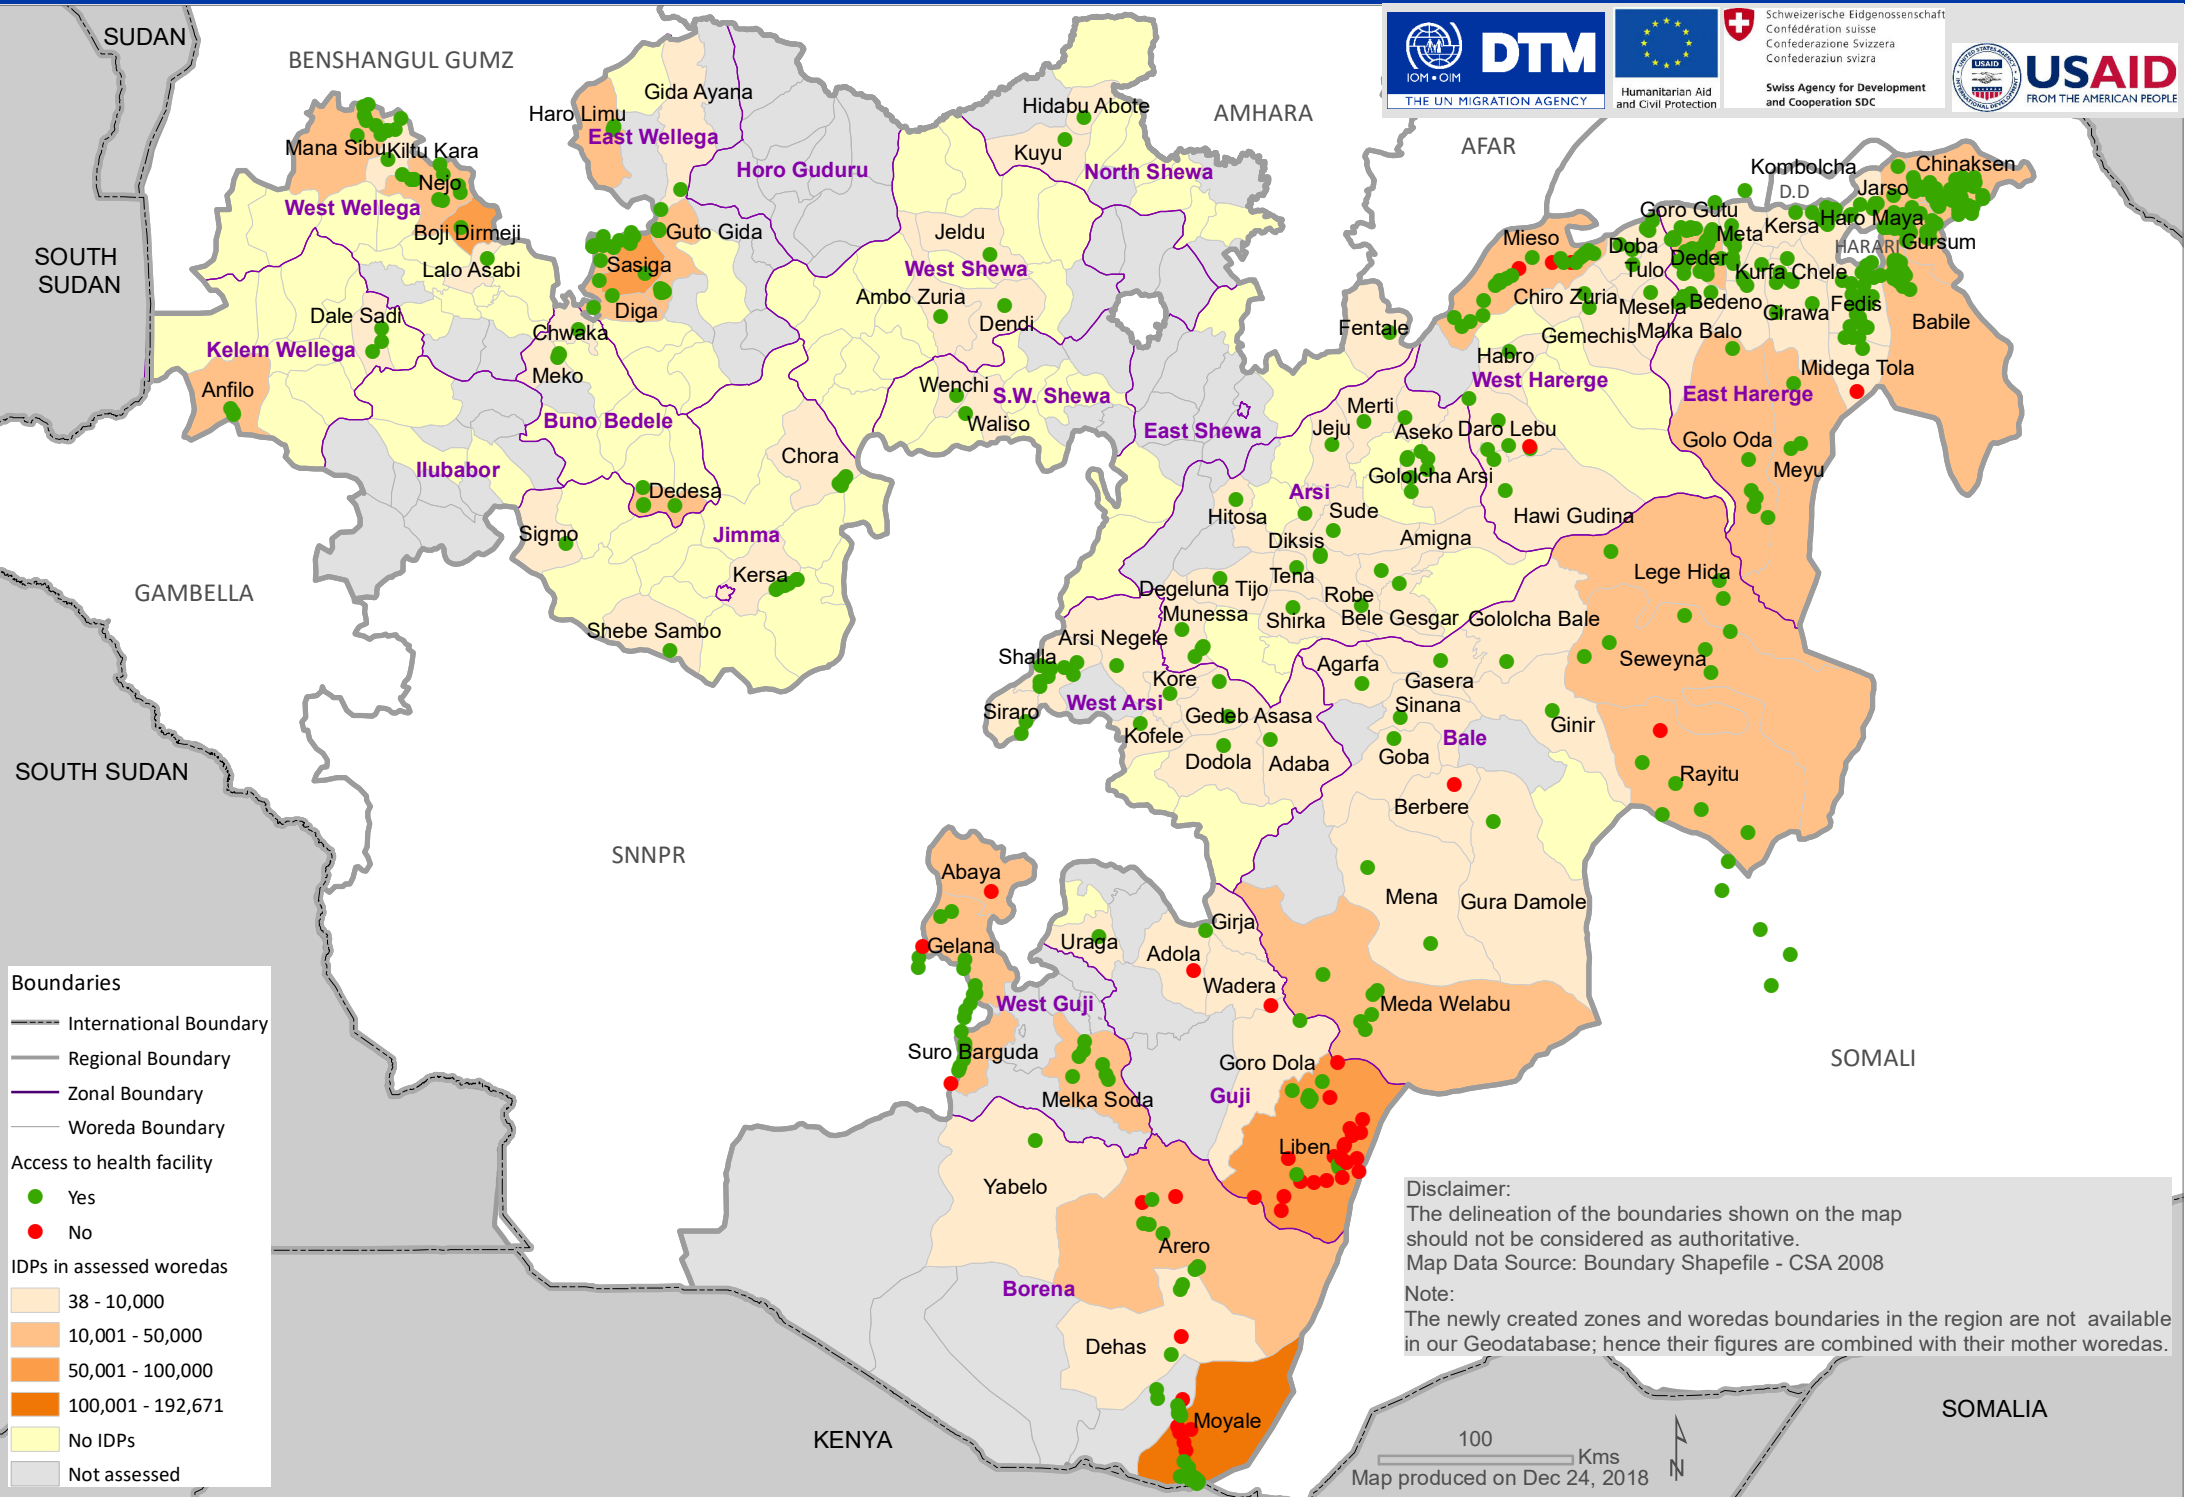 SUDAN
BENSHANGUL GUMZ
IOM • OIM
DTM
THE UN MIGRATION AGENCY
Humanitarian Aid
and Civil Protection
Schweizerische Eidgenossenschaft
Confédération suisse
Confederazione Svizzera
Confederaziun svizra
Swiss Agency for Development
and Cooperation SDC
USAID
USAID
FROM THE AMERICAN PEOPLE
Gida Ayana
Haro Limu
East Wellega
Hidabu Abote
AMHARA
AFAR
Mana Sibu
Kiltu Kara
Nejo
Horo Guduru
Kuyu
North Shewa
Kombolcha
D.D
Chinaksen
Jarso
West Wellega
Boji Dirmeji
Lalo Asabi
Guto Gida
Sasiga
Diga
Jeldu
West Shewa
Ambo Zuria
Dendi
Mieso
Goro Gutu
Doba
Tulo
Meta
Deder
Kersa
Haro Maya
HARARI
Gursum
Kurfa Chele
SOUTH
SUDAN
Dale Sadi
Kelem Wellega
Anfilo
Chwaka
Meko
Buno Bedele
Wenchi
Waliso
S.W. Shewa
East Shewa
Fentale
Chiro Zuria
Mesela
Bedeno
Girawa
Fedis
Babile
Gemechis
Malka Balo
Habro
West Harerge
East Harerge
Midega Tola
Ilubabor
Dedesa
Chora
Sigmo
Jimma
Kersa
Shebe Sambo
Merti
Jeju
Aseko
Daro Lebu
Gololcha Arsi
Golo Oda
Meyu
Arsi
Hitosa
Sude
Diksis
Amigna
Hawi Gudina
Tena
Degeluna Tijo
Robe
Munessa
Shirka
Bele Gesgar
Gololcha Bale
Lege Hida
Seweyna
GAMBELLA
Arsi Negele
Shalla
Agarfa
Kore
Gasera
Siraro
West Arsi
Kofele
Gedeb Asasa
Sinana
Ginir
Bale
Goba
Dodola
Adaba
Rayitu
Berbere
SOUTH SUDAN
SNNPR
Abaya
Gelana
Mena
Gura Damole
Girja
Uraga
Adola
Wadera
West Guji
Meda Welabu
Suro Barguda
Melka Soda
Goro Dola
Guji
SOMALI
Liben
Yabelo
Arero
Borena
Dehas
Moyale
KENYA
SOMALIA
Boundaries
International Boundary
Regional Boundary
Zonal Boundary
Woreda Boundary
Access to health facility
Yes
No
IDPs in assessed woredas
38 - 10,000
10,001 - 50,000
50,001 - 100,000
100,001 - 192,671
No IDPs
Not assessed
Disclaimer:
The delineation of the boundaries shown on the map
should not be considered as authoritative.
Map Data Source: Boundary Shapefile - CSA 2008
Note:
The newly created zones and woredas boundaries in the region are not available
in our Geodatabase; hence their figures are combined with their mother woredas.
100
Kms
N
Map produced on Dec 24, 2018